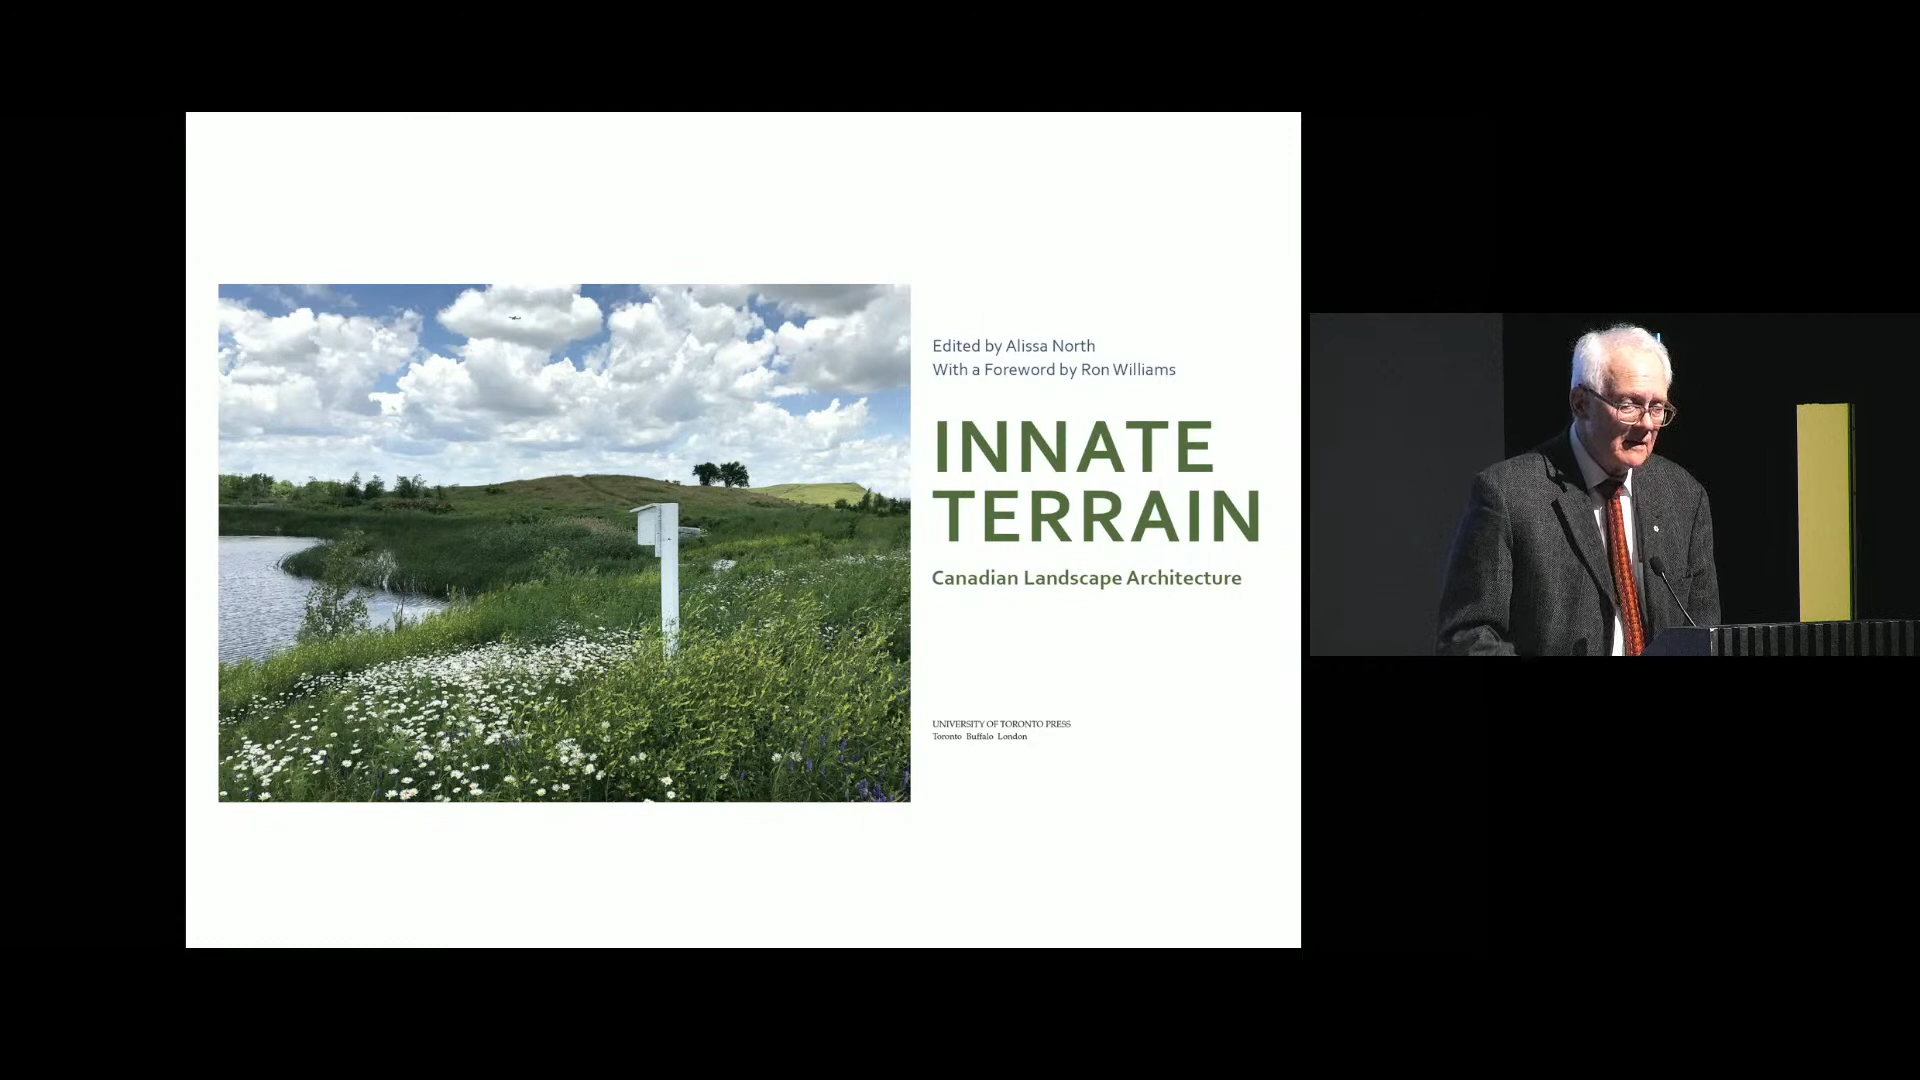 Edited by Alissa North
With a Foreword by Ron Williams
INNATE
TERRAIN
Canadian Landscape Architecture
UNIVERSITY OF TORONTO PRESS
Toronto Buffalo London